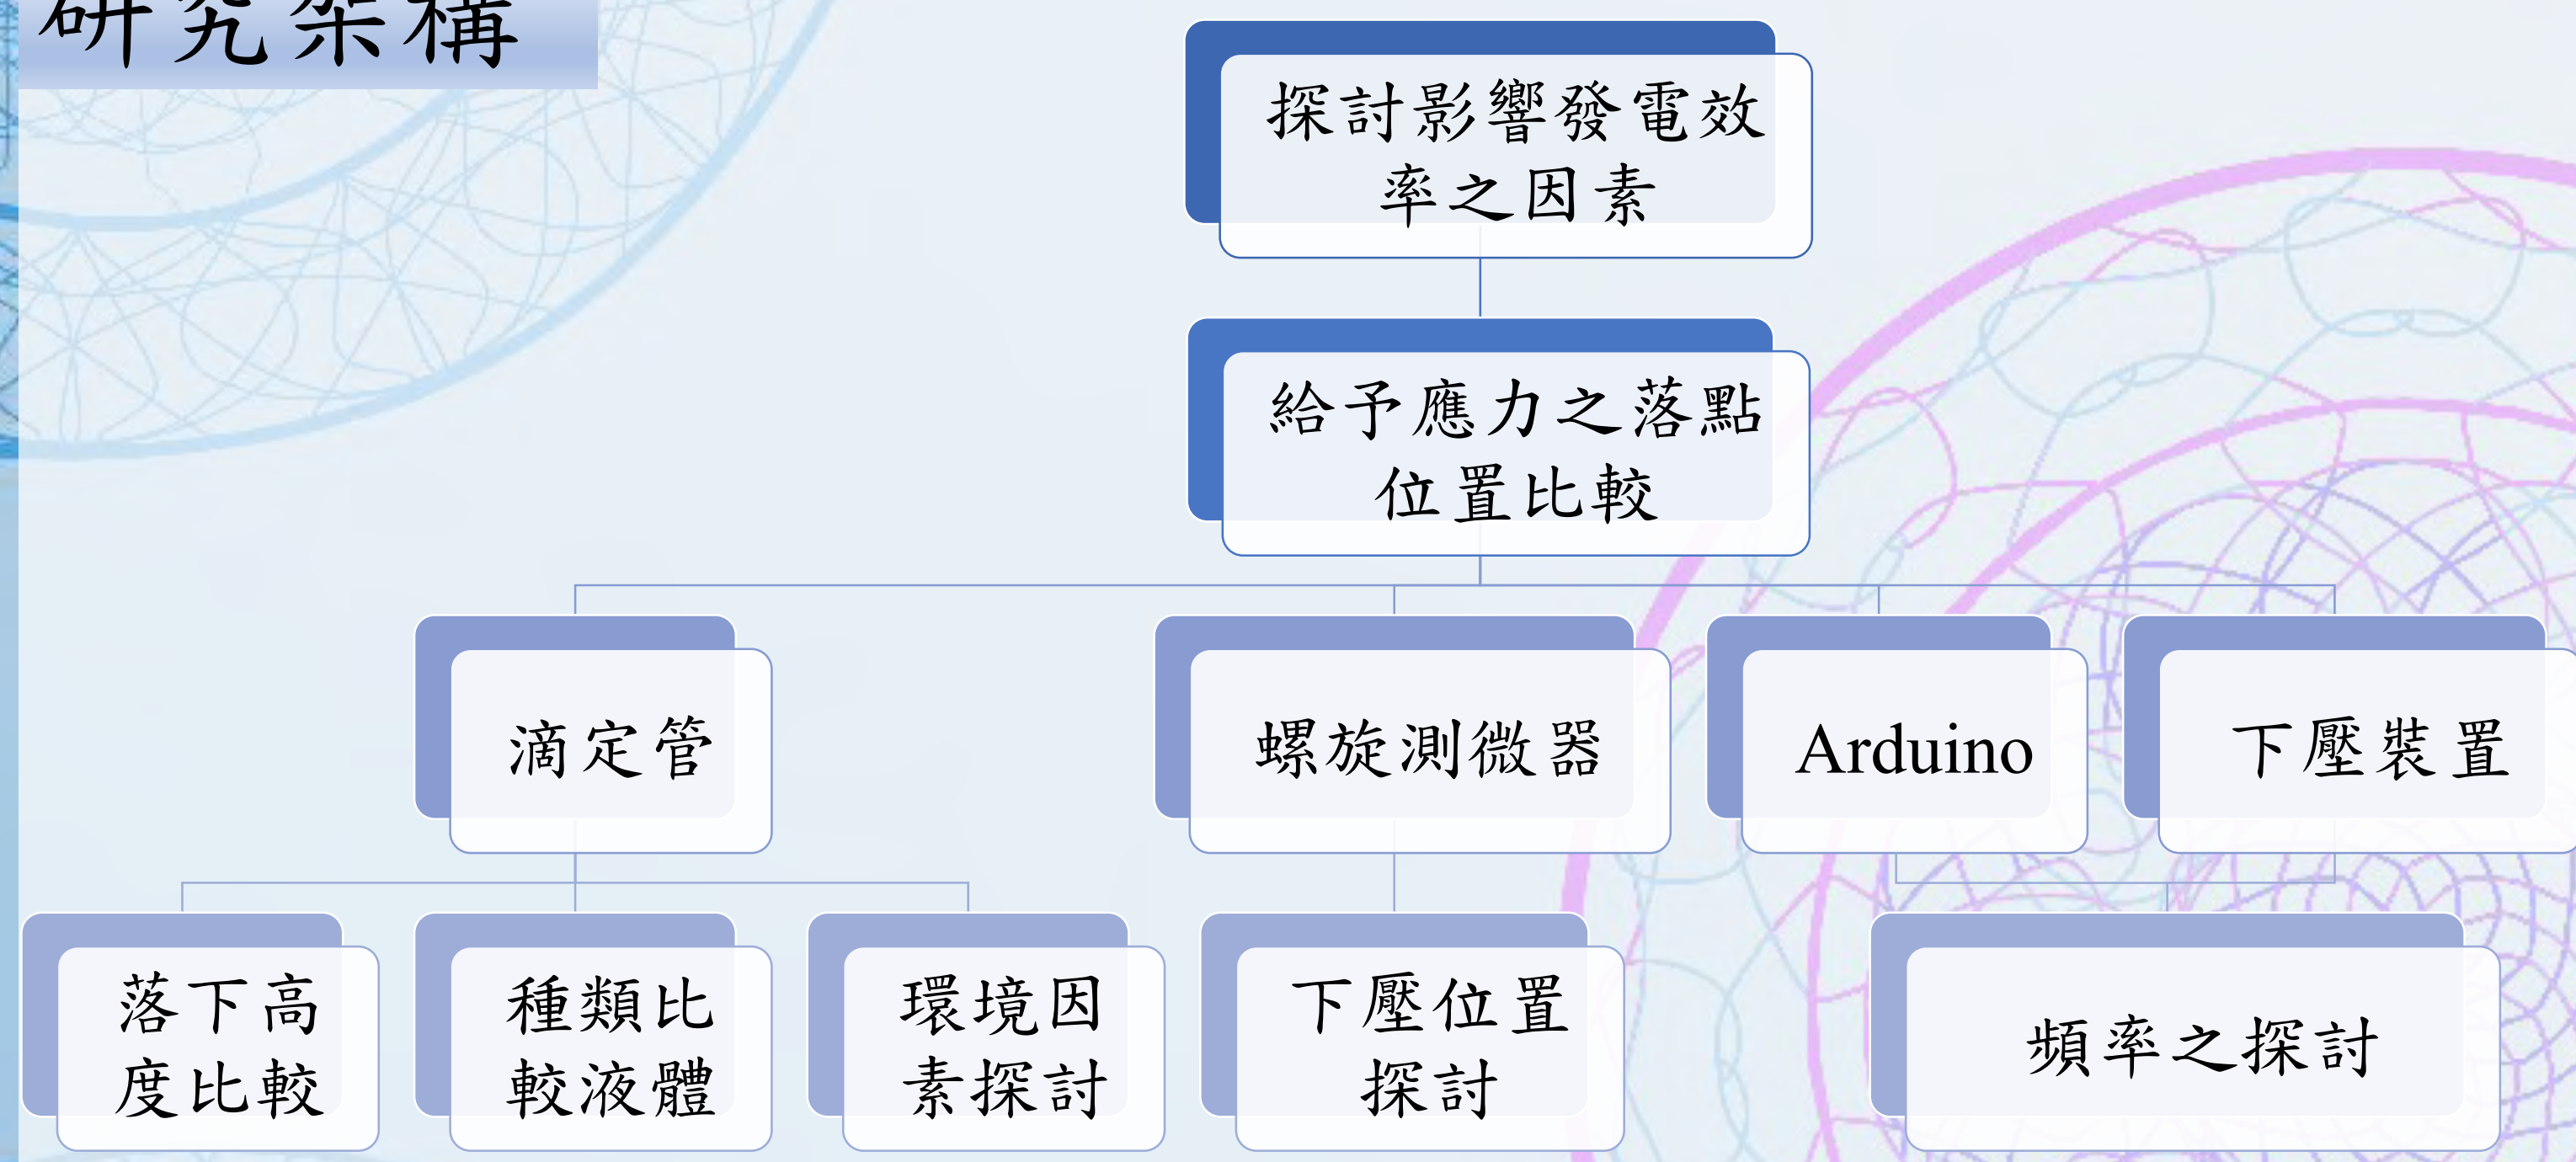 研究架構
探討影響發電效
率之因素
給予應力之落點
位置比較
滴定管
螺旋測微器
Arduino
下壓裝置
落下高
度比較
種類比
較液體
環境因
素探討
下壓位置
探討
頻率之探討